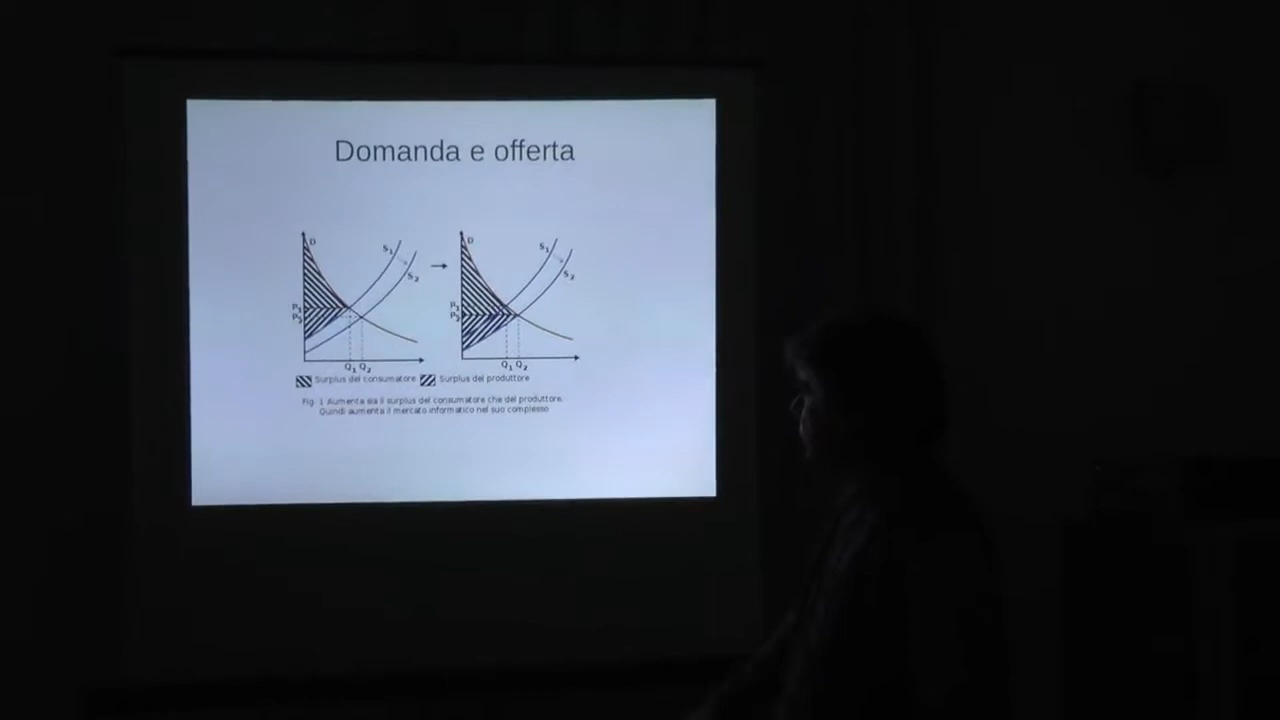 Domanda e offerta
D
S1
S2
P1
P2
Q1 Q2
D
S1
S2
P1
P2
Q1 Q2
Surplus del consumatore
Surplus del produttore
Fig. 1 Aumenta sia il surplus del consumatore che del produttore.
Quindi aumenta il mercato informatico nel suo complesso